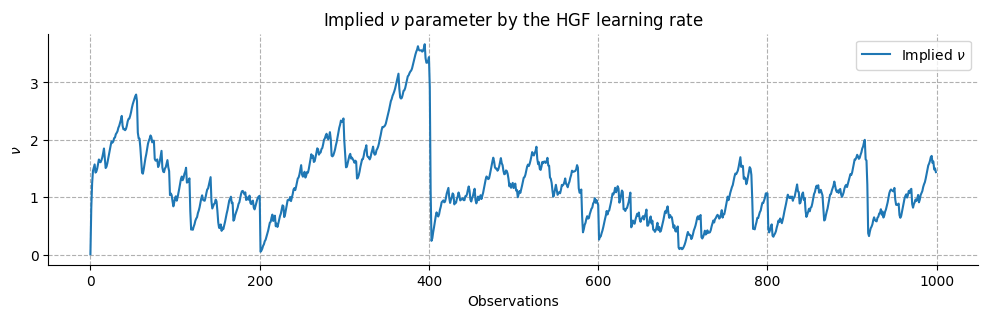 Implied ν parameter by the HGF learning rate
Implied ν
ν
3
2
1
0
0 200 400 600 800 1000
Observations